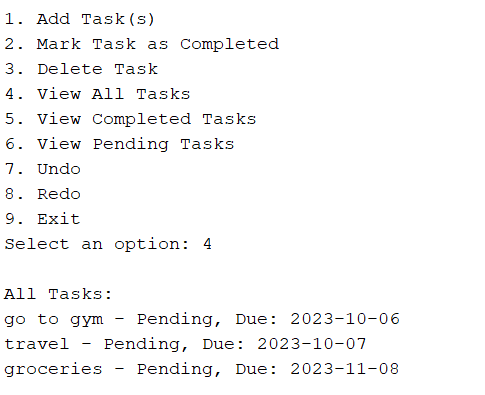 1. Add Task(s)
2. Mark Task as Completed
3. Delete Task
4. View All Tasks
5. View Completed Tasks
6. View Pending Tasks
7. Undo
8. Redo
9. Exit
Select an option: 4
All Tasks:
go to gym - Pending, Due: 2023-10-06
travel - Pending, Due: 2023-10-07
groceries - Pending, Due: 2023-11-08